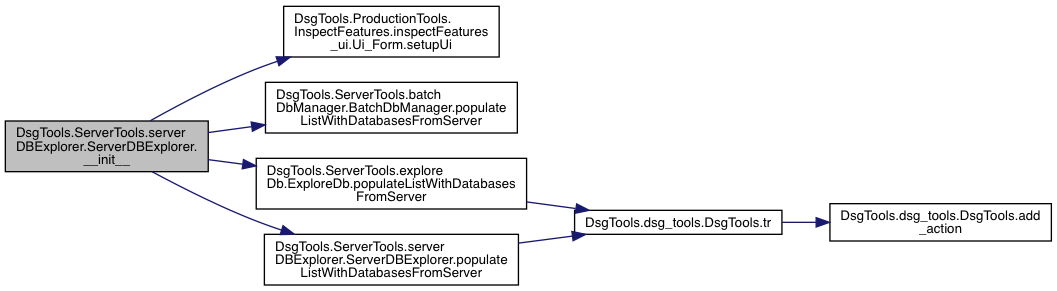 DsgTools.ServerTools.server
DBExplorer.ServerDBExplorer.
__init__
DsgTools.ProductionTools.
InspectFeatures.inspectFeatures
_ui.Ui_Form.setupUi
DsgTools.ServerTools.batch
DbManager.BatchDbManager.populate
ListWithDatabasesFromServer
DsgTools.ServerTools.explore
Db.ExploreDb.populateListWithDatabases
FromServer
DsgTools.ServerTools.server
DBExplorer.ServerDBExplorer.populate
ListWithDatabasesFromServer
DsgTools.dsg_tools.DsgTools.tr
DsgTools.dsg_tools.DsgTools.add
_action